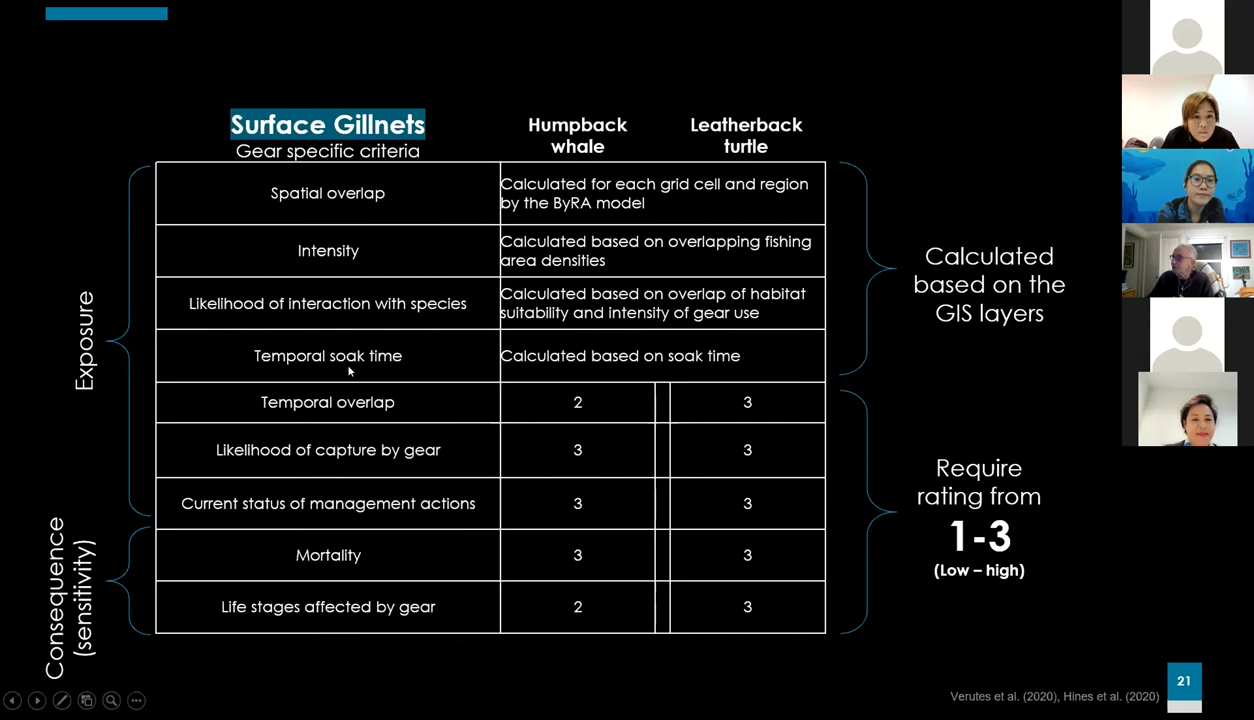 Surface Gillnets
Gear specific criteria
Humpback
whale
Leatherback
turtle
Exposure
Spatial overlap
Calculated for each grid cell and region
by the ByRA model
Intensity
Calculated based on overlapping fishing
area densities
Likelihood of interaction with species
Calculated based on overlap of habitat
suitability and intensity of gear use
Temporal soak time
Calculated based on soak time
Temporal overlap
2
3
Likelihood of capture by gear
3
3
Current status of management actions
3
3
Consequence
(sensitivity)
Mortality
3
3
Life stages affected by gear
2
3
Calculated
based on the
GIS layers
Require
rating from
1-3
(Low – high)
Verutes et al. (2020), Hines et al. (2020)
21